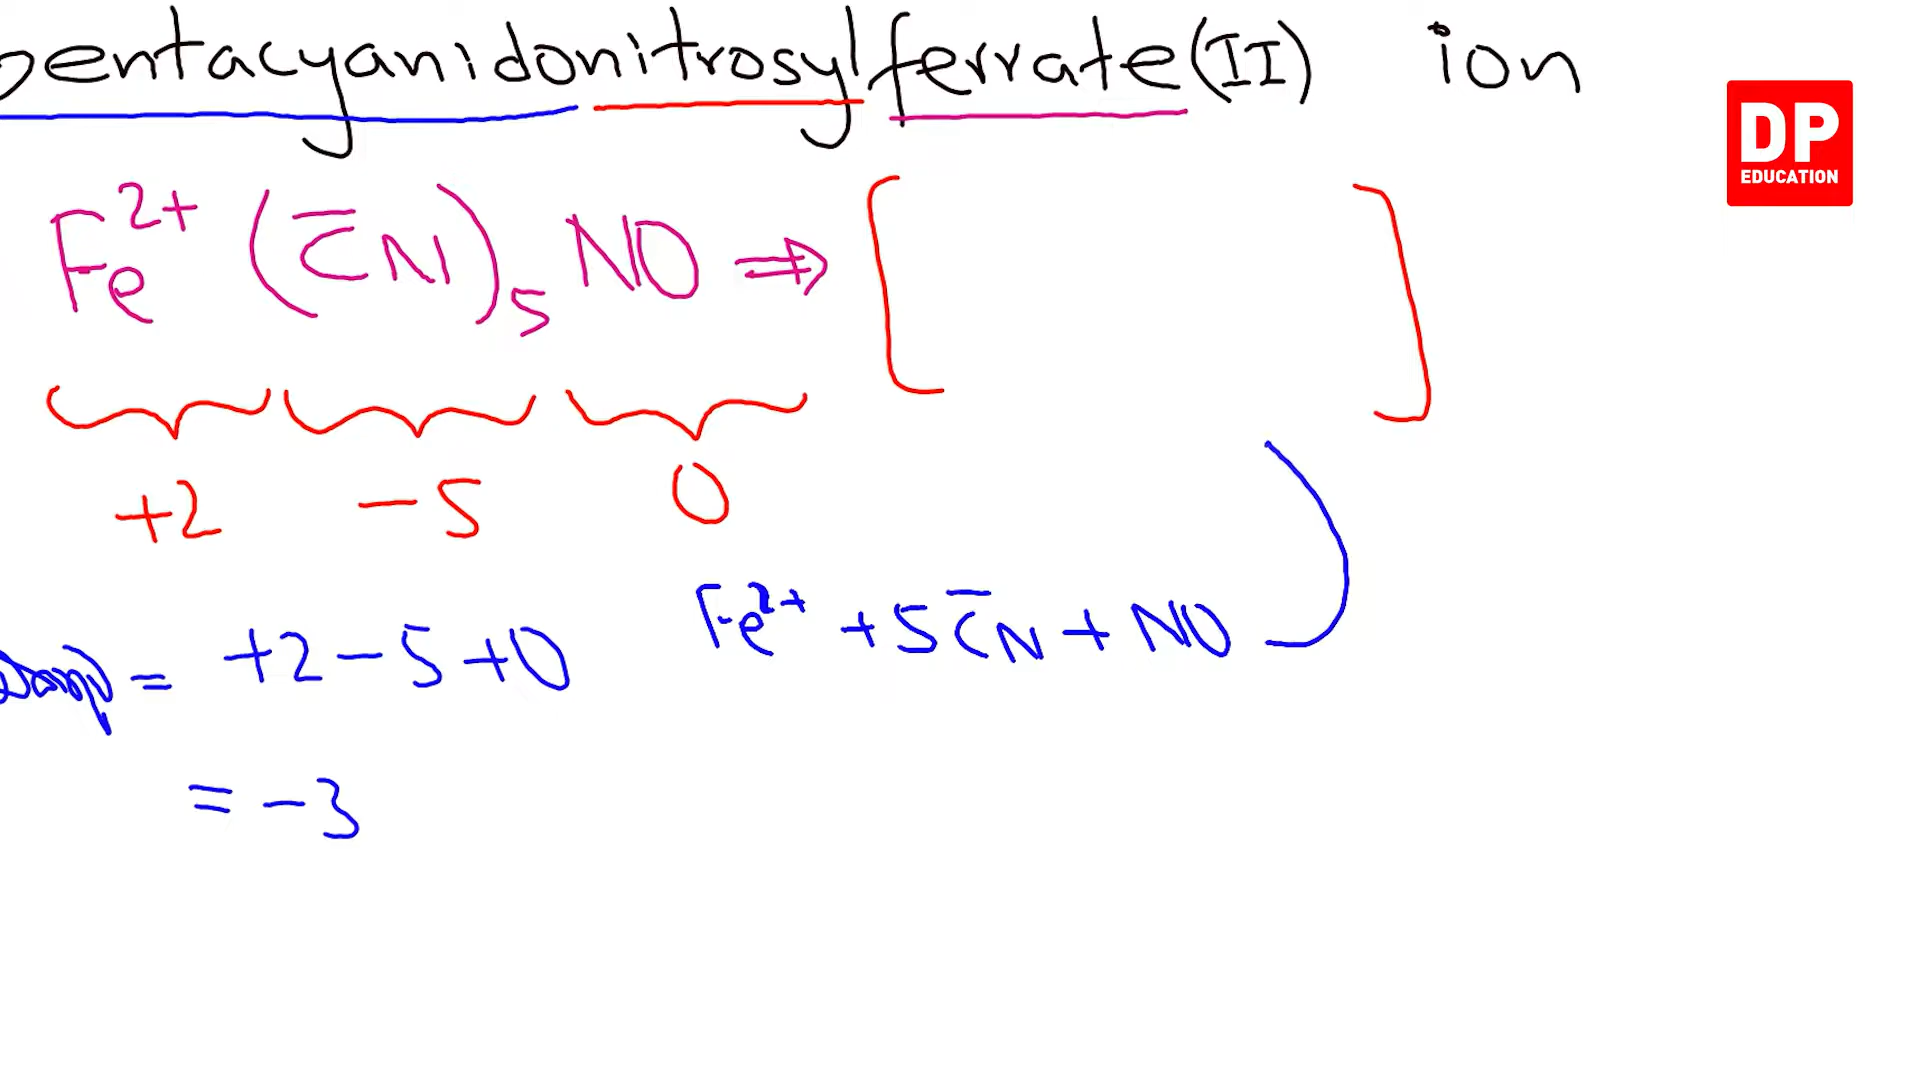 pentacyanidonitrosylferrate(II) ion
DP
EDUCATION
Fe²⁺ (C̄N)₅ NO ⇒ [ ]
+2 -5 0
Fe²⁺ + 5C̄N + NO
= +2-5+0
= -3